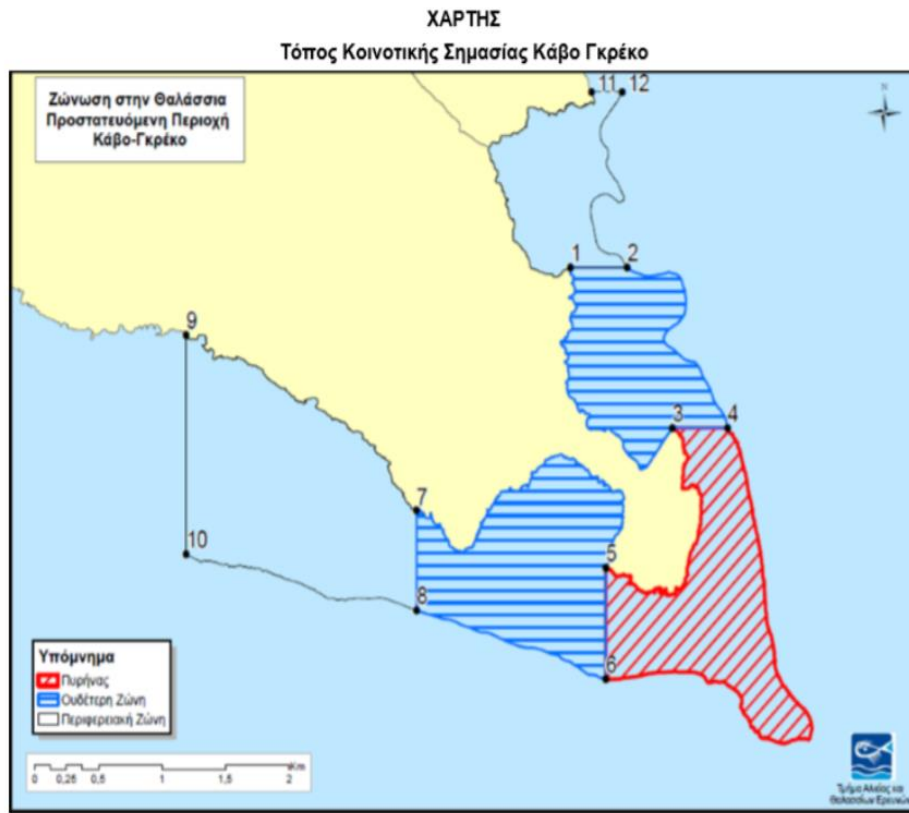 ΧΑΡΤΗΣ
Τόπος Κοινοτικής Σημασίας Κάβο Γκρέκο
Ζώνωση στην Θαλάσσια
Προστατευόμενη Περιοχή
Κάβο-Γκρέκο
N
11 12
1 2
9
3 4
7
10
5
8
6
Υπόμνημα
Πυρήνας
Ουδέτερη Ζώνη
Περιφερειακή Ζώνη
Km
0 0,25 0,5 1 1,5 2
Τμήμα Αλιείας και
Θαλασσίων Ερευνών